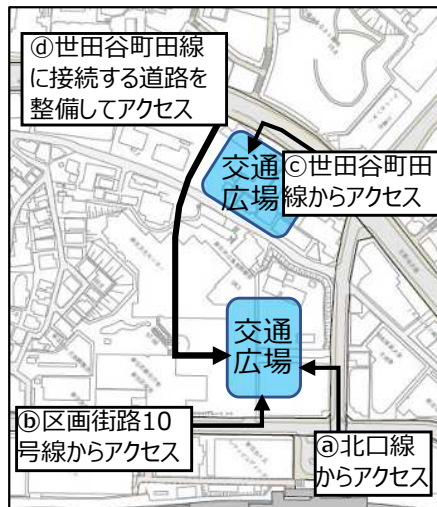 ⓓ世田谷町田線
に接続する道路を
整備してアクセス
交通
広場
ⓒ世田谷町田
線からアクセス
交通
広場
ⓑ区画街路10
号線からアクセス
ⓐ北口線
からアクセス